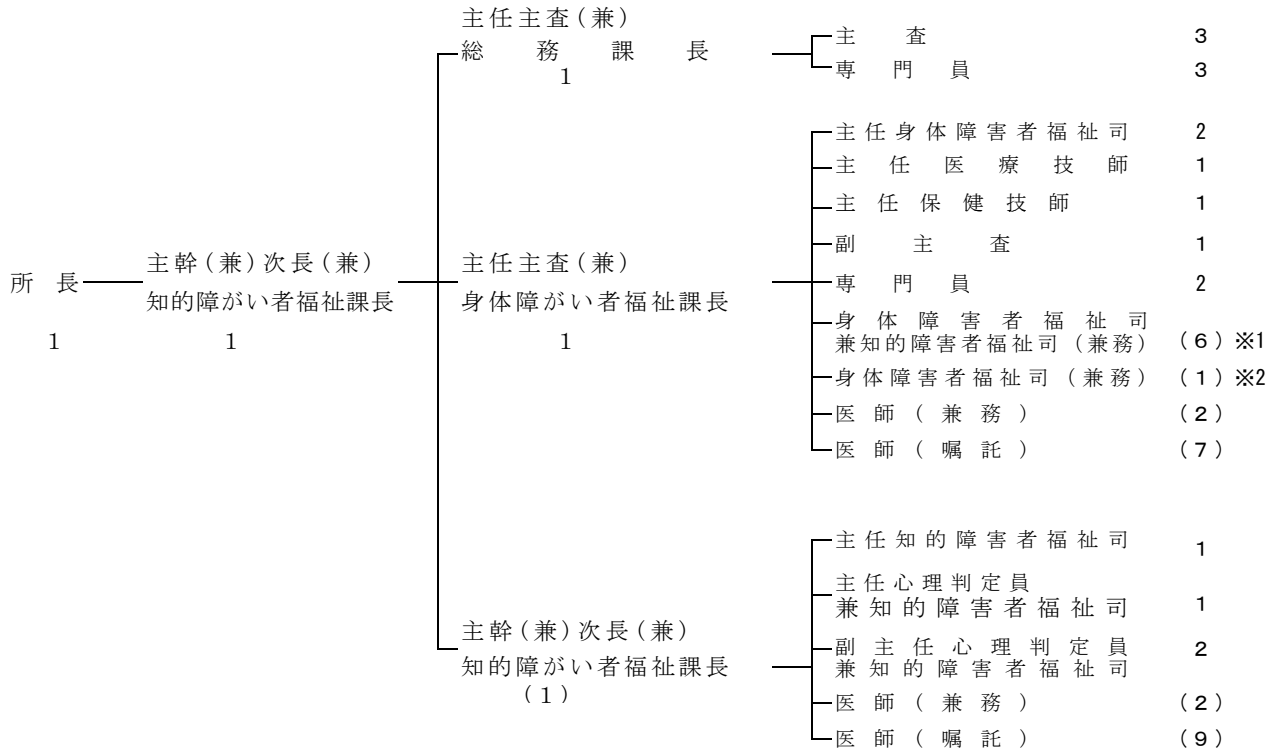 所長
1
主幹(兼)次長(兼)
知的障がい者福祉課長
1
主任主査(兼)
総務課長
1
主査 3
専門員 3
主任主査(兼)
身体障がい者福祉課長
1
主任身体障害者福祉司 2
主任医療技師 1
主任保健技師 1
副主査 1
専門員 2
身体障害者福祉司
兼知的障害者福祉司(兼務) (6)※1
身体障害者福祉司(兼務) (1)※2
医師(兼務) (2)
医師(嘱託) (7)
主幹(兼)次長(兼)
知的障がい者福祉課長
(1)
主任知的障害者福祉司 1
主任心理判定員
兼知的障害者福祉司 1
副主任心理判定員 2
兼知的障害者福祉司
医師(兼務) (2)
医師(嘱託) (9)